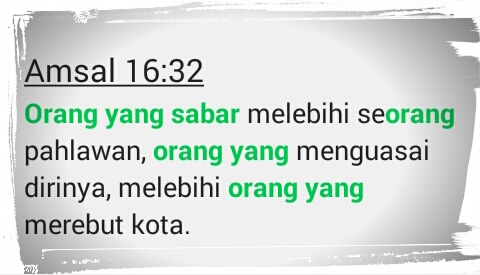 Amsal 16:32
Orang yang sabar melebihi seorang
pahlawan, orang yang menguasai
dirinya, melebihi orang yang
merebut kota.